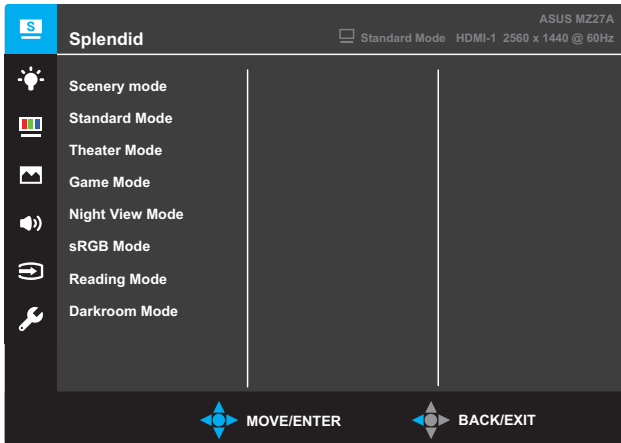 S
ASUS MZ27A
Splendid
Standard Mode HDMI-1 2560 x 1440 @ 60Hz
Scenery mode
Standard Mode
Theater Mode
Game Mode
Night View Mode
sRGB Mode
Reading Mode
Darkroom Mode
MOVE/ENTER BACK/EXIT